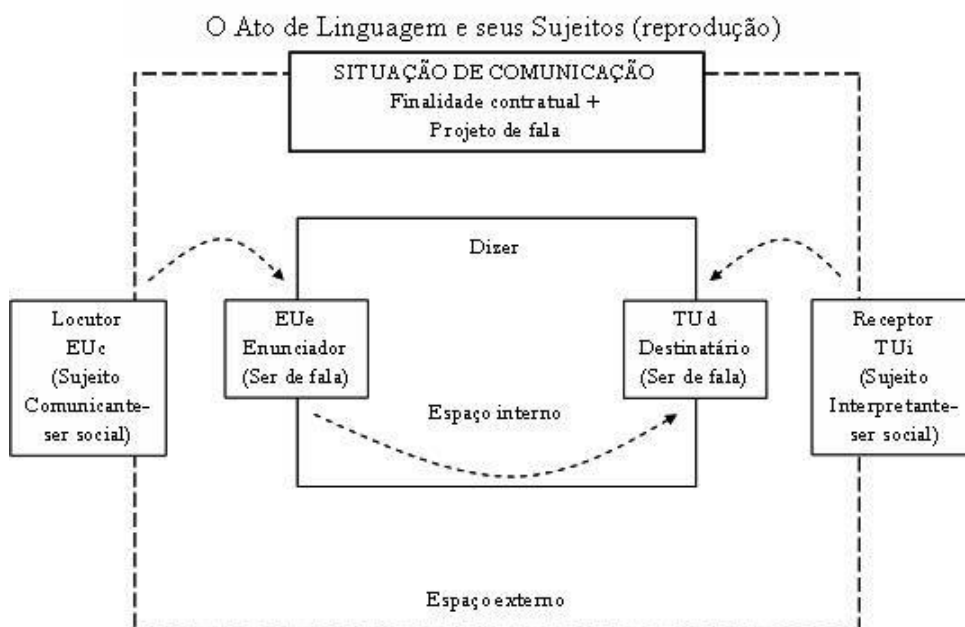 O Ato de Linguagem e seus Sujeitos (reprodução)
SITUAÇÃO DE COMUNICAÇÃO
Finalidade contratual +
Projeto de fala
Dizer
Locutor
EUc
(Sujeito
Comunicante-
ser social)
EUe
Enunciador
(Ser de fala)
TUd
Destinatário
(Ser de fala)
Receptor
TUi
(Sujeito
Interpretante-
ser social)
Espaço interno
Espaço externo